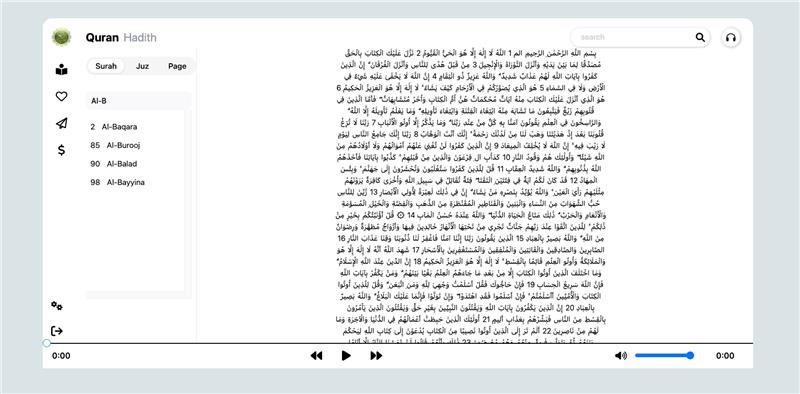 Quran Hadith
search
Surah Juz Page
Al-B
2 Al-Baqara
85 Al-Burooj
90 Al-Balad
98 Al-Bayyina
بِسْمِ اللَّهِ الرَّحْمَٰنِ الرَّحِيمِ الم 1 اللَّهُ لَا إِلَٰهَ إِلَّا هُوَ الْحَيُّ الْقَيُّومُ 2 نَزَّلَ عَلَيْكَ الْكِتَابَ بِالْحَقِّ
مُصَدِّقًا لِمَا بَيْنَ يَدَيْهِ وَأَنْزَلَ التَّوْرَاةَ وَالْإِنْجِيلَ 3 مِنْ قَبْلُ هُدًى لِلنَّاسِ وَأَنْزَلَ الْفُرْقَانَ ۗ إِنَّ الَّذِينَ
كَفَرُوا بِآيَاتِ اللَّهِ لَهُمْ عَذَابٌ شَدِيدٌ ۗ وَاللَّهُ عَزِيزٌ ذُو انْتِقَامٍ 4 إِنَّ اللَّهَ لَا يَخْفَىٰ عَلَيْهِ شَيْءٌ فِي
الْأَرْضِ وَلَا فِي السَّمَاءِ 5 هُوَ الَّذِي يُصَوِّرُكُمْ فِي الْأَرْحَامِ كَيْفَ يَشَاءُ ۚ لَا إِلَٰهَ إِلَّا هُوَ الْعَزِيزُ الْحَكِيمُ 6
هُوَ الَّذِي أَنْزَلَ عَلَيْكَ الْكِتَابَ مِنْهُ آيَاتٌ مُحْكَمَاتٌ هُنَّ أُمُّ الْكِتَابِ وَأُخَرُ مُتَشَابِهَاتٌ ۖ فَأَمَّا الَّذِينَ فِي
قُلُوبِهِمْ زَيْغٌ فَيَتَّبِعُونَ مَا تَشَابَهَ مِنْهُ ابْتِغَاءَ الْفِتْنَةِ وَابْتِغَاءَ تَأْوِيلِهِ ۗ وَمَا يَعْلَمُ تَأْوِيلَهُ إِلَّا اللَّهُ ۗ
وَالرَّاسِخُونَ فِي الْعِلْمِ يَقُولُونَ آمَنَّا بِهِ كُلٌّ مِنْ عِنْدِ رَبِّنَا ۗ وَمَا يَذَّكَّرُ إِلَّا أُولُو الْأَلْبَابِ 7 رَبَّنَا لَا تُزِغْ
قُلُوبَنَا بَعْدَ إِذْ هَدَيْتَنَا وَهَبْ لَنَا مِنْ لَدُنْكَ رَحْمَةً ۚ إِنَّكَ أَنْتَ الْوَهَّابُ 8 رَبَّنَا إِنَّكَ جَامِعُ النَّاسِ لِيَوْمٍ
لَا رَيْبَ فِيهِ ۚ إِنَّ اللَّهَ لَا يُخْلِفُ الْمِيعَادَ 9 إِنَّ الَّذِينَ كَفَرُوا لَنْ تُغْنِيَ عَنْهُمْ أَمْوَالُهُمْ وَلَا أَوْلَادُهُمْ مِنَ
اللَّهِ شَيْئًا ۖ وَأُولَٰئِكَ هُمْ وَقُودُ النَّارِ 10 كَدَأْبِ آلِ فِرْعَوْنَ وَالَّذِينَ مِنْ قَبْلِهِمْ ۚ كَذَّبُوا بِآيَاتِنَا فَأَخَذَهُمُ
اللَّهُ بِذُنُوبِهِمْ ۗ وَاللَّهُ شَدِيدُ الْعِقَابِ 11 قُلْ لِلَّذِينَ كَفَرُوا سَتُغْلَبُونَ وَتُحْشَرُونَ إِلَىٰ جَهَنَّمَ ۚ وَبِئْسَ
الْمِهَادُ 12 قَدْ كَانَ لَكُمْ آيَةٌ فِي فِئَتَيْنِ الْتَقَتَا ۖ فِئَةٌ تُقَاتِلُ فِي سَبِيلِ اللَّهِ وَأُخْرَىٰ كَافِرَةٌ يَرَوْنَهُمْ
مِثْلَيْهِمْ رَأْيَ الْعَيْنِ ۚ وَاللَّهُ يُؤَيِّدُ بِنَصْرِهِ مَنْ يَشَاءُ ۗ إِنَّ فِي ذَٰلِكَ لَعِبْرَةً لِأُولِي الْأَبْصَارِ 13 زُيِّنَ لِلنَّاسِ
حُبُّ الشَّهَوَاتِ مِنَ النِّسَاءِ وَالْبَنِينَ وَالْقَنَاطِيرِ الْمُقَنْطَرَةِ مِنَ الذَّهَبِ وَالْفِضَّةِ وَالْخَيْلِ الْمُسَوَّمَةِ
وَالْأَنْعَامِ وَالْحَرْثِ ۗ ذَٰلِكَ مَتَاعُ الْحَيَاةِ الدُّنْيَا ۖ وَاللَّهُ عِنْدَهُ حُسْنُ الْمَآبِ 14 ۞ قُلْ أَؤُنَبِّئُكُمْ بِخَيْرٍ مِنْ
ذَٰلِكُمْ ۚ لِلَّذِينَ اتَّقَوْا عِنْدَ رَبِّهِمْ جَنَّاتٌ تَجْرِي مِنْ تَحْتِهَا الْأَنْهَارُ خَالِدِينَ فِيهَا وَأَزْوَاجٌ مُطَهَّرَةٌ وَرِضْوَانٌ
مِنَ اللَّهِ ۗ وَاللَّهُ بَصِيرٌ بِالْعِبَادِ 15 الَّذِينَ يَقُولُونَ رَبَّنَا إِنَّنَا آمَنَّا فَاغْفِرْ لَنَا ذُنُوبَنَا وَقِنَا عَذَابَ النَّارِ 16
الصَّابِرِينَ وَالصَّادِقِينَ وَالْقَانِتِينَ وَالْمُنْفِقِينَ وَالْمُسْتَغْفِرِينَ بِالْأَسْحَارِ 17 شَهِدَ اللَّهُ أَنَّهُ لَا إِلَٰهَ إِلَّا هُوَ
وَالْمَلَائِكَةُ وَأُولُو الْعِلْمِ قَائِمًا بِالْقِسْطِ ۚ لَا إِلَٰهَ إِلَّا هُوَ الْعَزِيزُ الْحَكِيمُ 18 إِنَّ الدِّينَ عِنْدَ اللَّهِ الْإِسْلَامُ ۗ
وَمَا اخْتَلَفَ الَّذِينَ أُوتُوا الْكِتَابَ إِلَّا مِنْ بَعْدِ مَا جَاءَهُمُ الْعِلْمُ بَغْيًا بَيْنَهُمْ ۗ وَمَنْ يَكْفُرْ بِآيَاتِ اللَّهِ
فَإِنَّ اللَّهَ سَرِيعُ الْحِسَابِ 19 فَإِنْ حَاجُّوكَ فَقُلْ أَسْلَمْتُ وَجْهِيَ لِلَّهِ وَمَنِ اتَّبَعَنِ ۗ وَقُلْ لِلَّذِينَ أُوتُوا
الْكِتَابَ وَالْأُمِّيِّينَ أَأَسْلَمْتُمْ ۚ فَإِنْ أَسْلَمُوا فَقَدِ اهْتَدَوْا ۖ وَإِنْ تَوَلَّوْا فَإِنَّمَا عَلَيْكَ الْبَلَاغُ ۗ وَاللَّهُ بَصِيرٌ
بِالْعِبَادِ 20 إِنَّ الَّذِينَ يَكْفُرُونَ بِآيَاتِ اللَّهِ وَيَقْتُلُونَ النَّبِيِّينَ بِغَيْرِ حَقٍّ وَيَقْتُلُونَ الَّذِينَ يَأْمُرُونَ
بِالْقِسْطِ مِنَ النَّاسِ فَبَشِّرْهُمْ بِعَذَابٍ أَلِيمٍ 21 أُولَٰئِكَ الَّذِينَ حَبِطَتْ أَعْمَالُهُمْ فِي الدُّنْيَا وَالْآخِرَةِ وَمَا
لَهُمْ مِنْ نَاصِرِينَ 22 أَلَمْ تَرَ إِلَى الَّذِينَ أُوتُوا نَصِيبًا مِنَ الْكِتَابِ يُدْعَوْنَ إِلَىٰ كِتَابِ اللَّهِ لِيَحْكُمَ
0:00 0:00